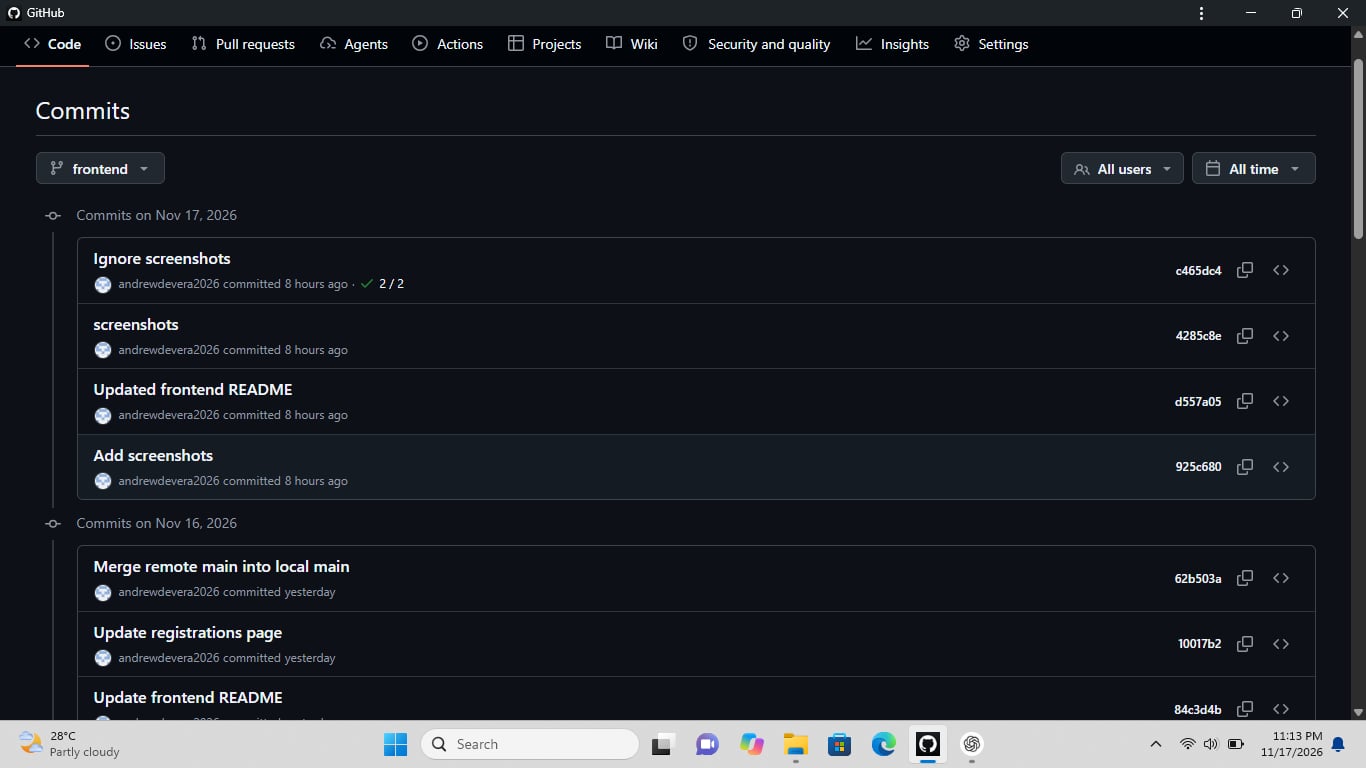 GitHub
Code Issues Pull requests Agents Actions Projects Wiki Security and quality Insights Settings
Commits
frontend All users All time
Commits on Nov 17, 2026
Ignore screenshots
andrewdevera2026 committed 8 hours ago · 2 / 2
c465dc4
screenshots
andrewdevera2026 committed 8 hours ago
4285c8e
Updated frontend README
andrewdevera2026 committed 8 hours ago
d557a05
Add screenshots
andrewdevera2026 committed 8 hours ago
925c680
Commits on Nov 16, 2026
Merge remote main into local main
andrewdevera2026 committed yesterday
62b503a
Update registrations page
andrewdevera2026 committed yesterday
10017b2
Update frontend README
84c3d4b
28°C
Partly cloudy
Search
11:13 PM
11/17/2026